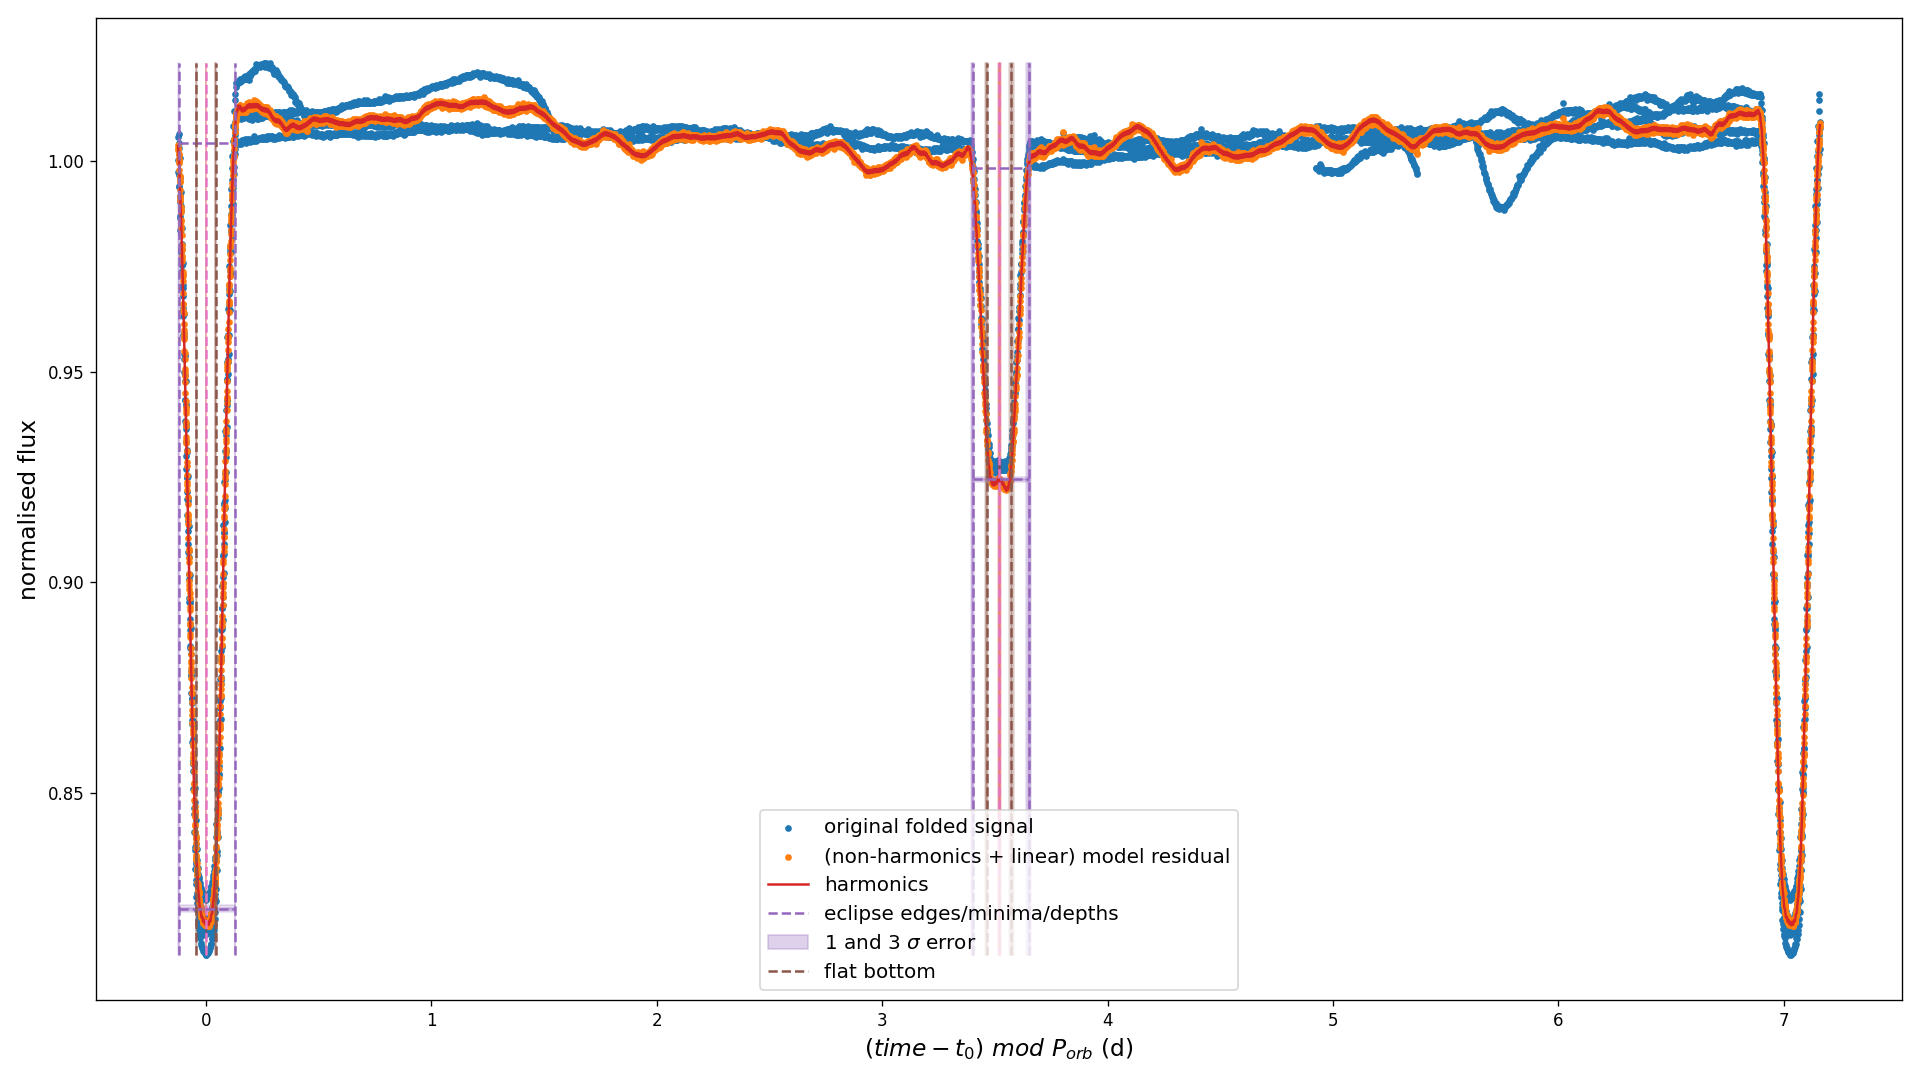 normalised flux
1.00
0.95
0.90
0.85
original folded signal
(non-harmonics + linear) model residual
harmonics
eclipse edges/minima/depths
1 and 3 σ error
flat bottom
0 1 2 3 4 5 6 7
(time − t₀) mod Pₒᵣb (d)